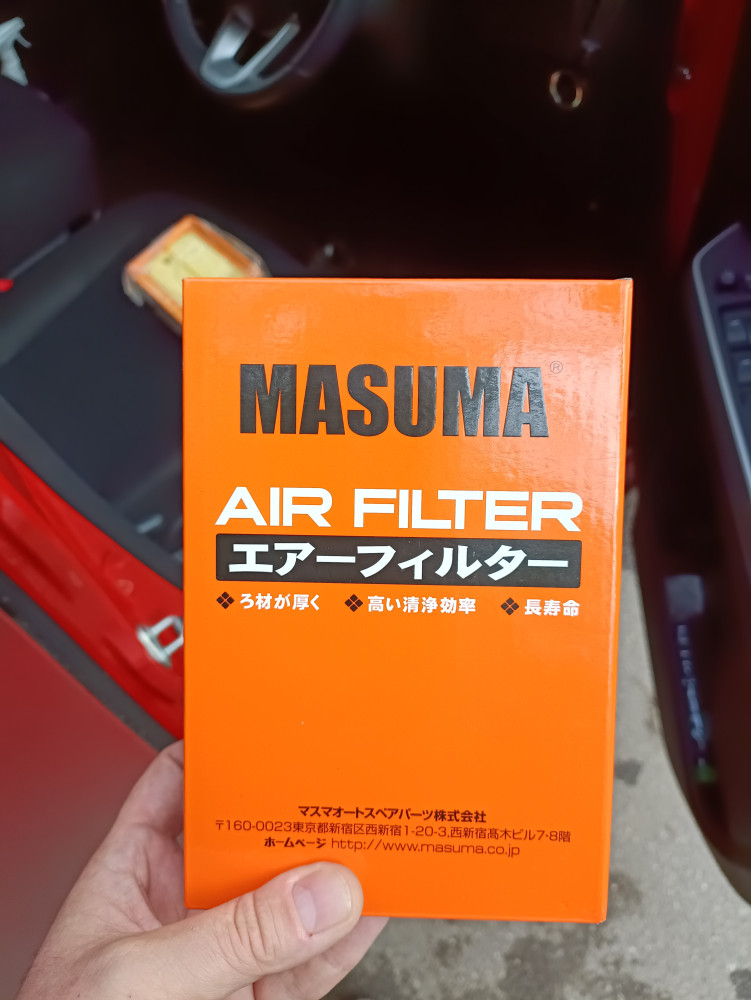 MASUMA®
AIR FILTER
エアーフィルター
❖ ろ材が厚く ❖ 高い清浄効率 ❖ 長寿命
マスマオートスペアパーツ株式会社
〒160-0023東京都新宿区西新宿1-20-3,西新宿髙木ビル7-8階
ホームページ http://www.masuma.co.jp